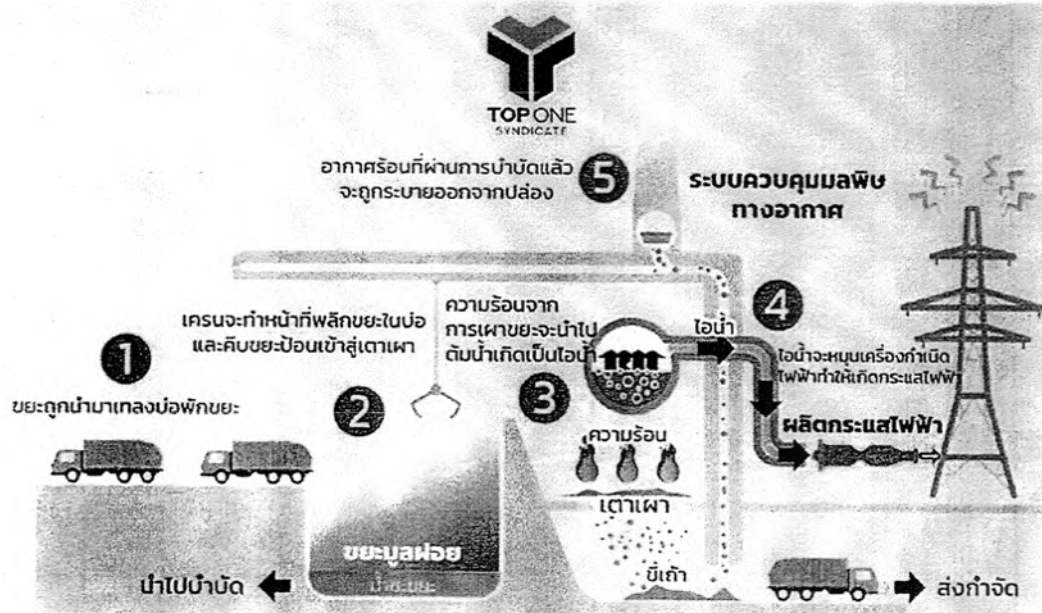 TOP ONE
SYNDICATE
5
อากาศร้อนที่ผ่านการบำบัดแล้ว
จะถูกระบายออกจากปล่อง
ระบบควบคุมมลพิษ
ทางอากาศ
1
ขยะถูกนำมาเทลงบ่อพักขยะ
เครนจะทำหน้าที่พลิกขยะในบ่อ
และคีบขยะป้อนเข้าสู่เตาเผา
2
ขยะมูลฝอย
น้ำชะขยะ
นำไปบำบัด
ความร้อนจาก
การเผาขยะจะนำไป
ต้มน้ำเกิดเป็นไอน้ำ
3
ความร้อน
เตาเผา
ขี้เถ้า
ไอน้ำ
4
ไอน้ำจะหมุนเครื่องกำเนิด
ไฟฟ้าทำให้เกิดกระแสไฟฟ้า
ผลิตกระแสไฟฟ้า
ส่งกำจัด